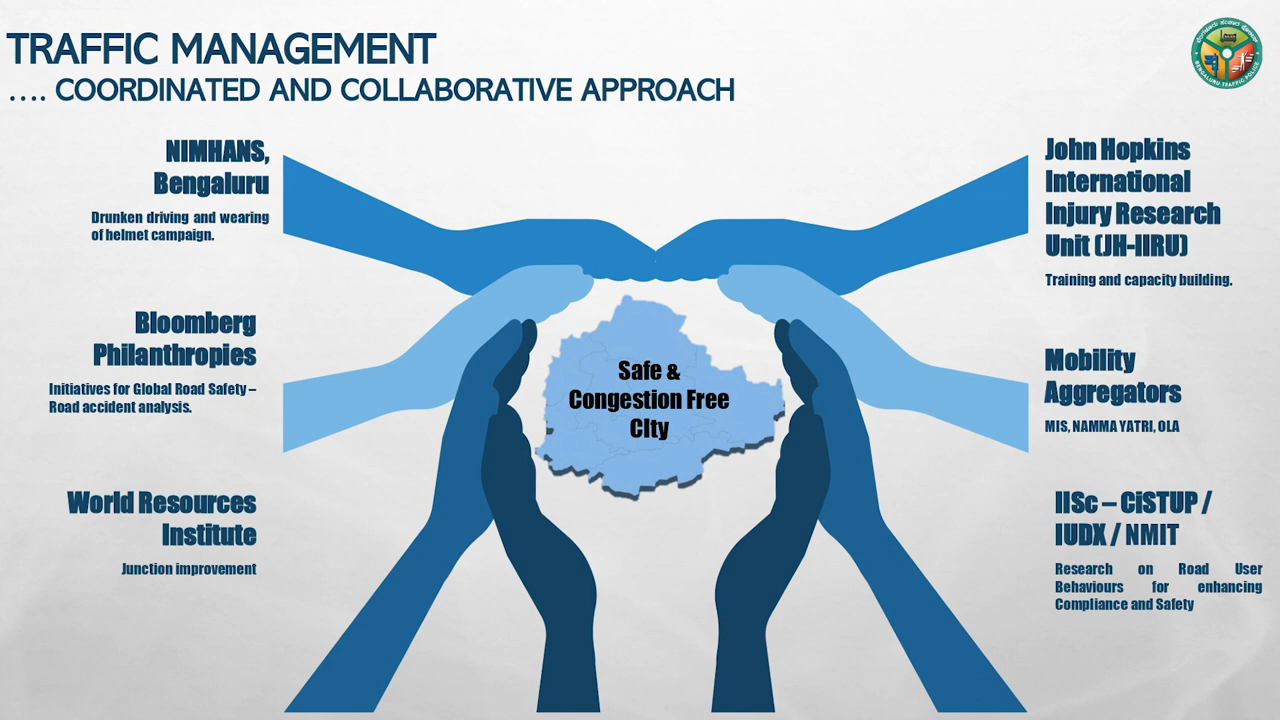 TRAFFIC MANAGEMENT
.... COORDINATED AND COLLABORATIVE APPROACH
BENGALURU TRAFFIC POLICE
NIMHANS,
Bengaluru
Drunken driving and wearing
of helmet campaign.
Bloomberg
Philanthropies
Initiatives for Global Road Safety –
Road accident analysis.
World Resources
Institute
Junction improvement
Safe &
Congestion Free
CIty
John Hopkins
International
Injury Research
Unit (JH-IIRU)
Training and capacity building.
Mobility
Aggregators
MIS, NAMMA YATRI, OLA
IISc – CiSTUP /
IUDX / NMIT
Research on Road User
Behaviours for enhancing
Compliance and Safety